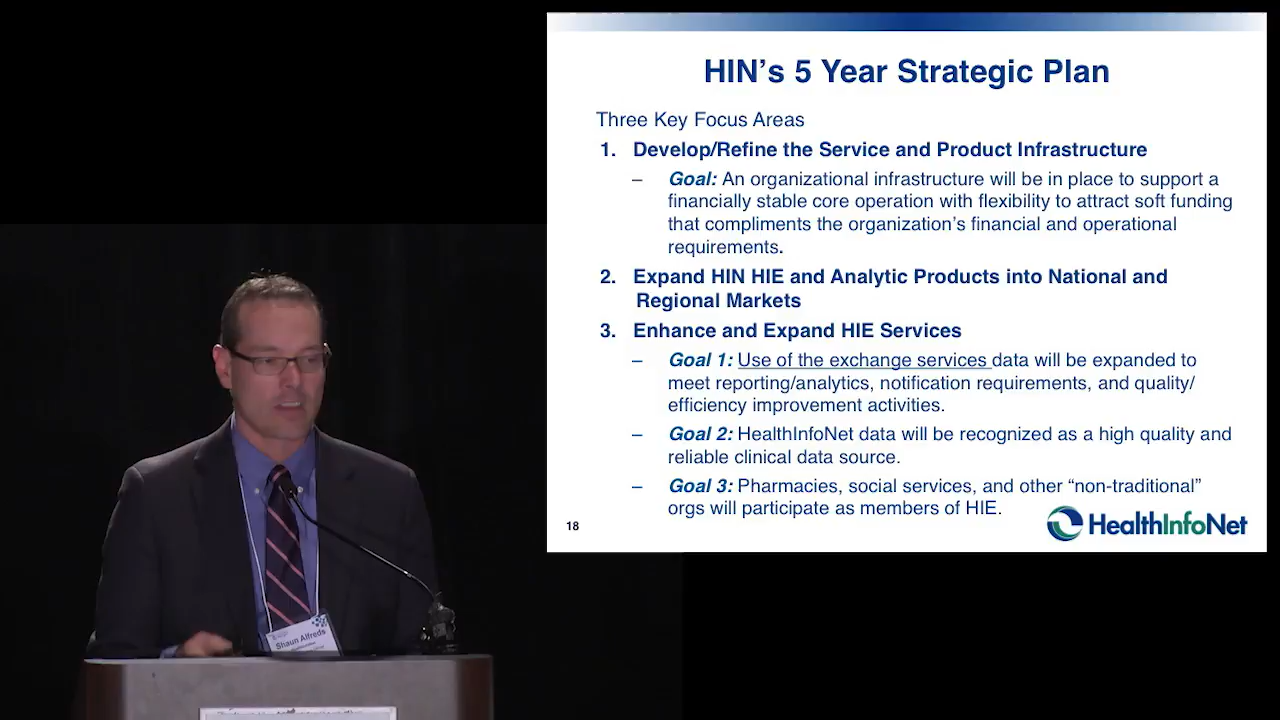 HIN's 5 Year Strategic Plan
Three Key Focus Areas
1. Develop/Refine the Service and Product Infrastructure
– Goal: An organizational infrastructure will be in place to support a
financially stable core operation with flexibility to attract soft funding
that compliments the organization's financial and operational
requirements.
2. Expand HIN HIE and Analytic Products into National and
Regional Markets
3. Enhance and Expand HIE Services
– Goal 1: Use of the exchange services data will be expanded to
meet reporting/analytics, notification requirements, and quality/
efficiency improvement activities.
– Goal 2: HealthInfoNet data will be recognized as a high quality and
reliable clinical data source.
– Goal 3: Pharmacies, social services, and other “non-traditional”
orgs will participate as members of HIE.
18
HealthInfoNet
Shaun Alfreds